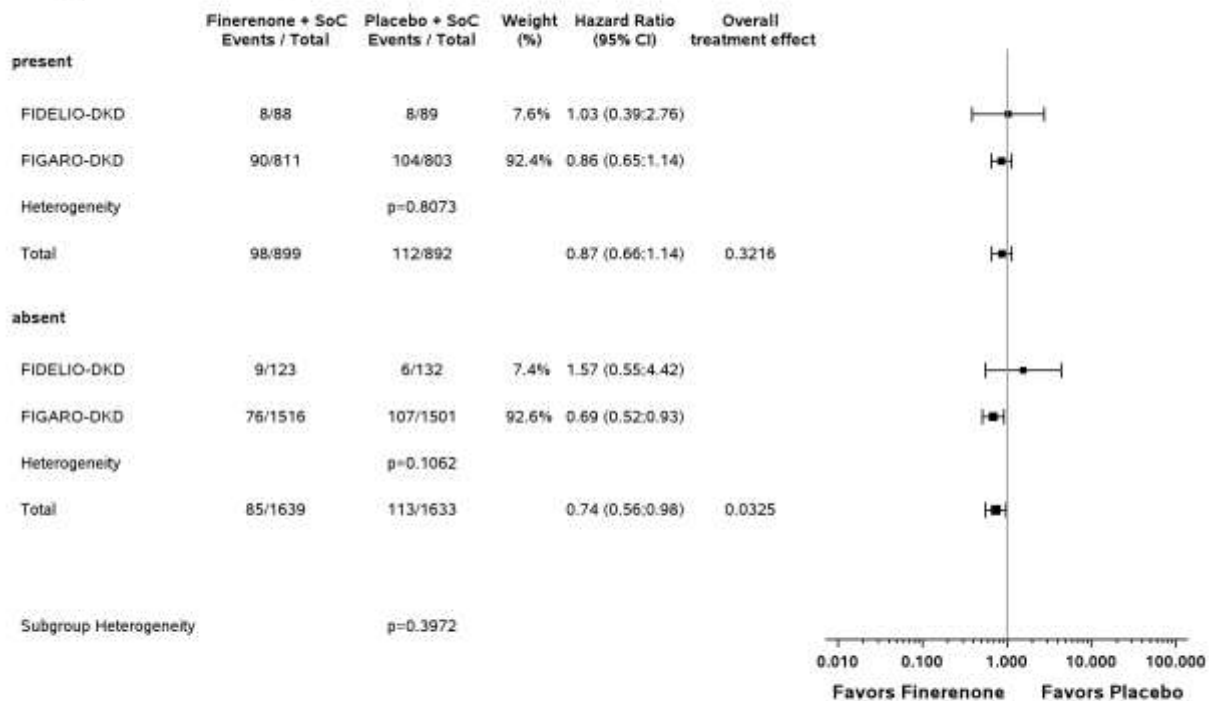 Finerenone + SoC Placebo + SoC Weight Hazard Ratio Overall
Events / Total Events / Total (%) (95% CI) treatment effect
present
FIDELIO-DKD 8/88 8/89 7.6% 1.03 (0.39;2.76)
FIGARO-DKD 90/811 104/803 92.4% 0.86 (0.65;1.14)
Heterogeneity p=0.8073
Total 98/899 112/892 0.87 (0.66;1.14) 0.3216
absent
FIDELIO-DKD 9/123 6/132 7.4% 1.57 (0.55;4.42)
FIGARO-DKD 76/1516 107/1501 92.6% 0.69 (0.52;0.93)
Heterogeneity p=0.1062
Total 85/1639 113/1633 0.74 (0.56;0.98) 0.0325
Subgroup Heterogeneity p=0.3972
0.010 0.100 1.000 10.000 100.000
Favors Finerenone Favors Placebo